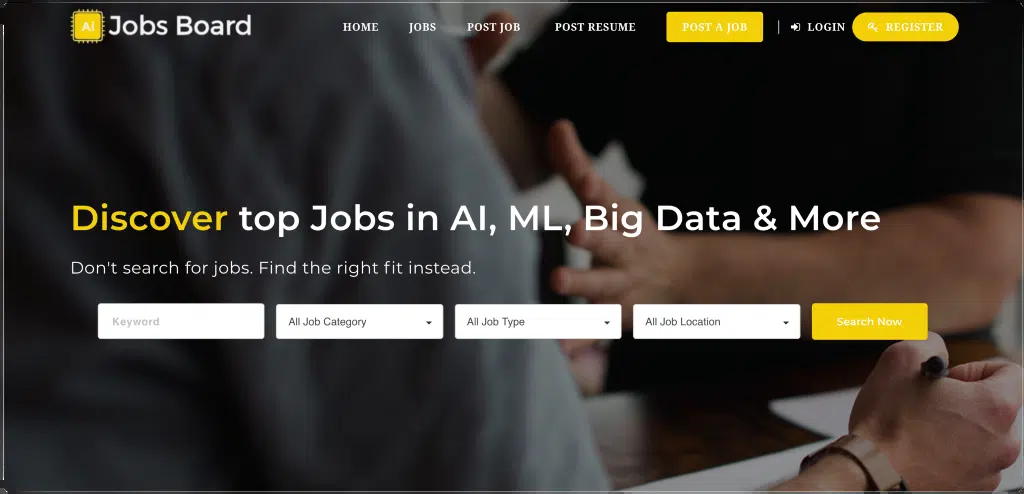 AI Jobs Board HOME JOBS POST JOB POST RESUME POST A JOB LOGIN REGISTER
Discover top Jobs in AI, ML, Big Data & More
Don't search for jobs. Find the right fit instead.
Keyword All Job Category All Job Type All Job Location Search Now